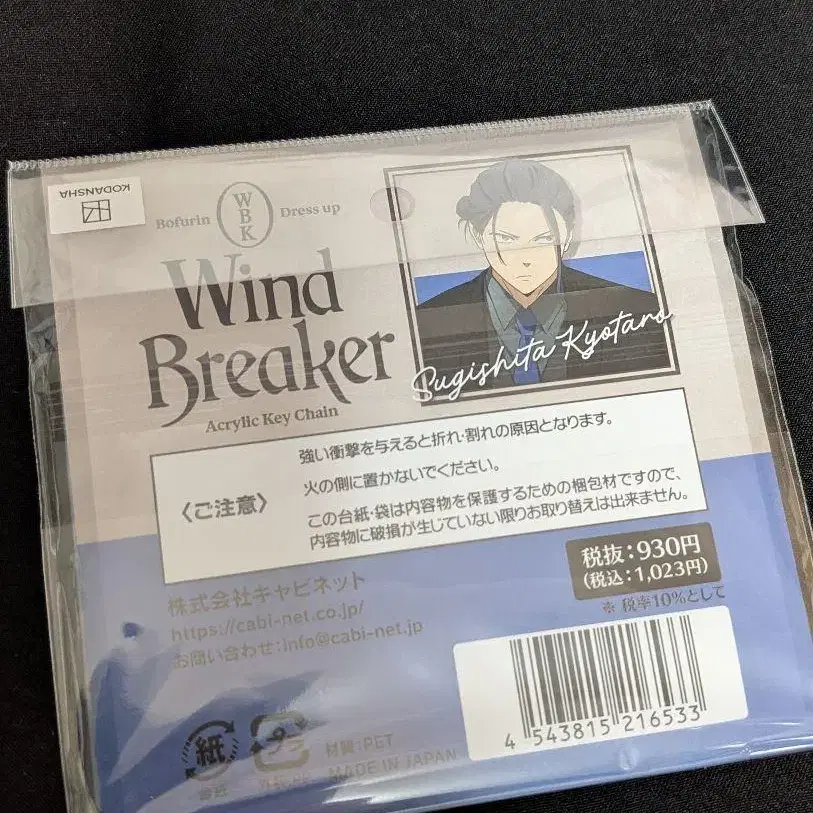 KODANSHA
Bofurin
WBK
Dress up
Wind
Breaker
Acrylic Key Chain
Sugishita Kyotaro
〈ご注意〉
強い衝撃を与えると折れ・割れの原因となります。
火の側に置かないでください。
この台紙・袋は内容物を保護するための梱包材ですので、
内容物に破損が生じていない限りお取り替えは出来ません。
税抜：930円
（税込：1,023円）
※ 税率10%として
株式会社キャビネット
https://cabi-net.co.jp/
お問い合わせ：info@cabi-net.jp
紙
台紙
プラ
外袋:PP
材質：PET
MADE IN JAPAN
4 543815 216533